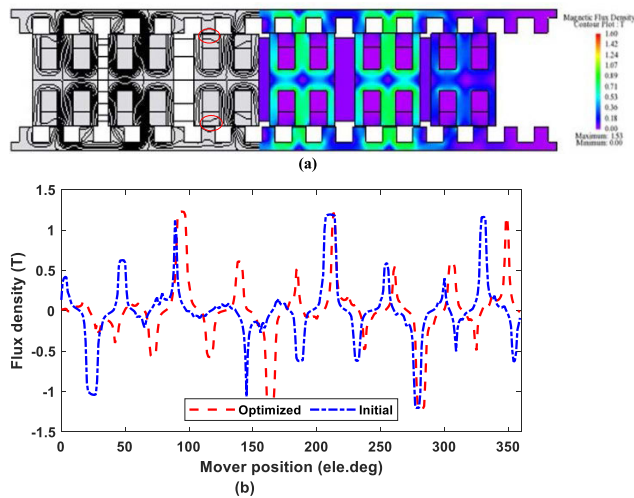 Magnetic Flux Density
Contour Plot : T
1.60
1.42
1.24
1.07
0.89
0.71
0.53
0.36
0.18
0.00
Maximum: 1.53
Minimum: 0.00
(a)
1.5
1
0.5
0
-0.5
-1
-1.5
Flux density (T)
Optimized
Initial
0 50 100 150 200 250 300 350
Mover position (ele.deg)
(b)